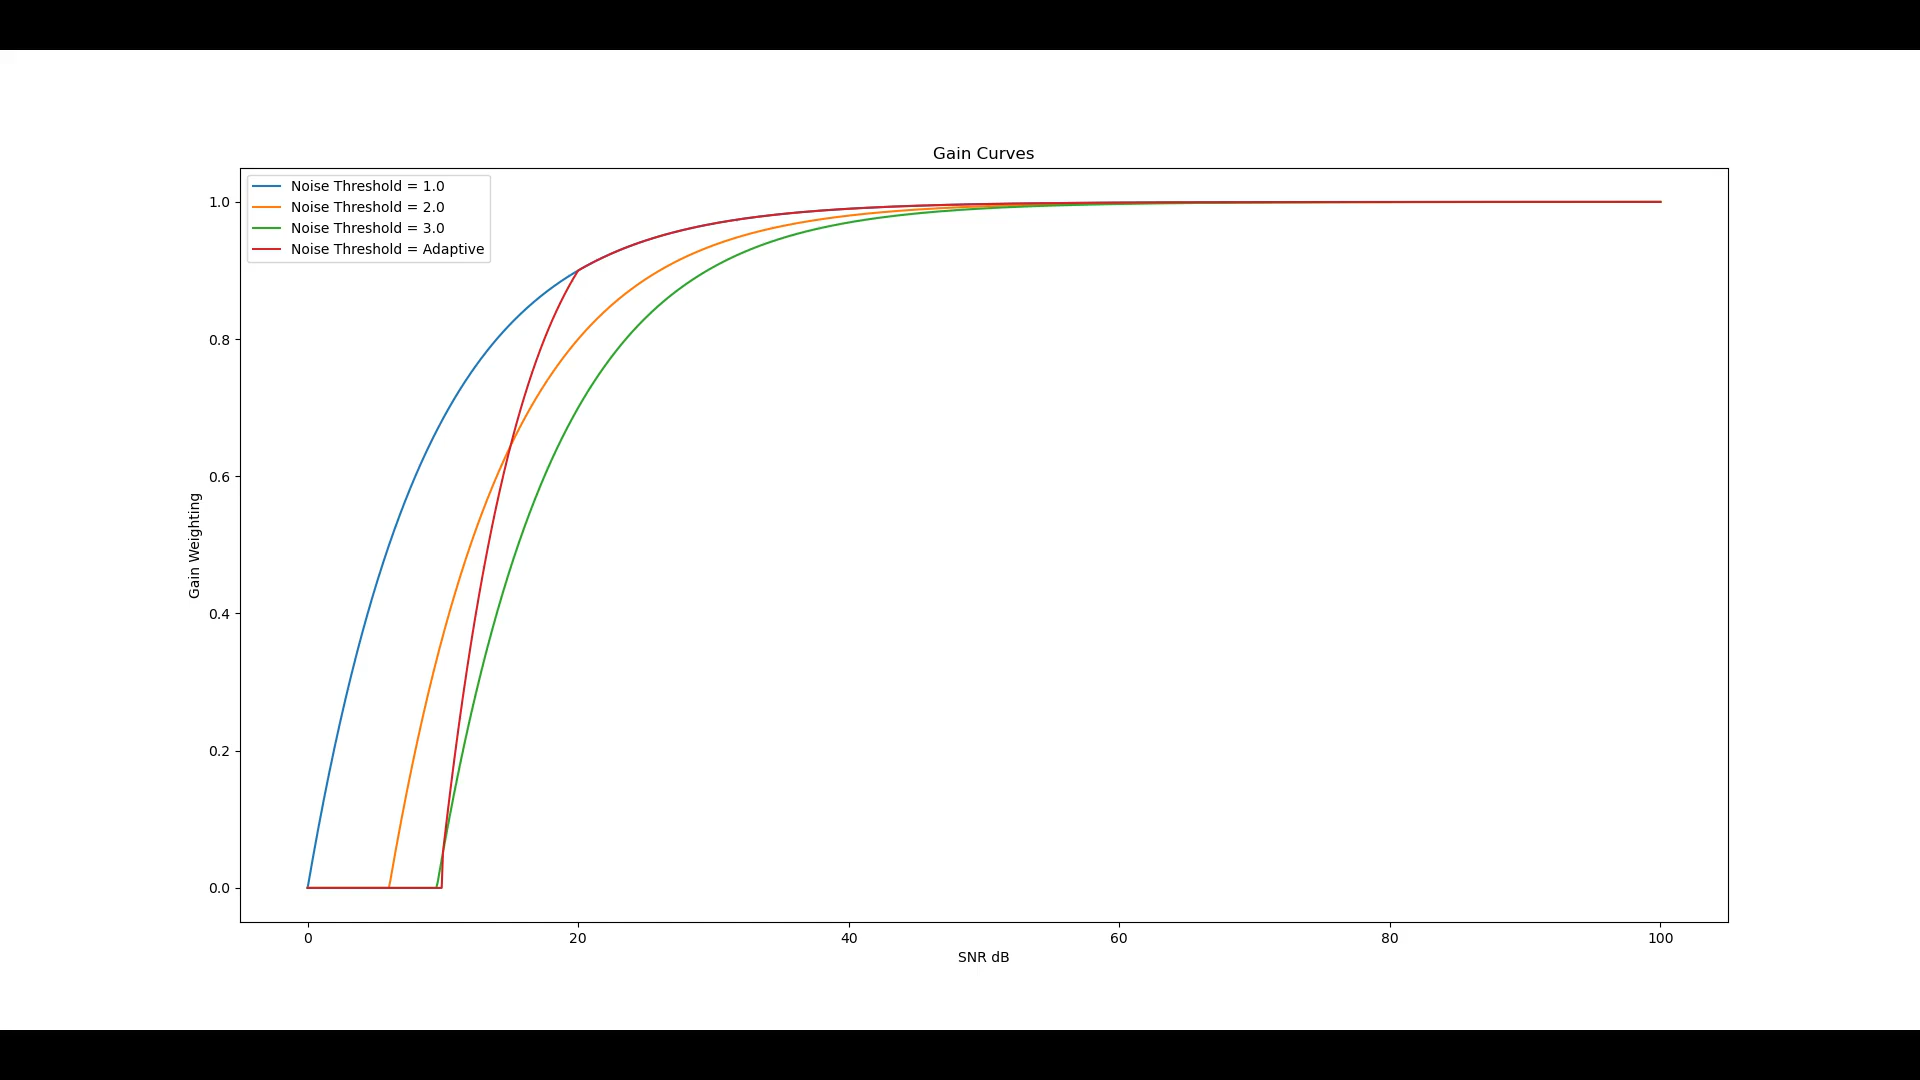 Gain Curves
Noise Threshold = 1.0
Noise Threshold = 2.0
Noise Threshold = 3.0
Noise Threshold = Adaptive
1.0
0.8
0.6
0.4
0.2
0.0
Gain Weighting
0 20 40 60 80 100
SNR dB